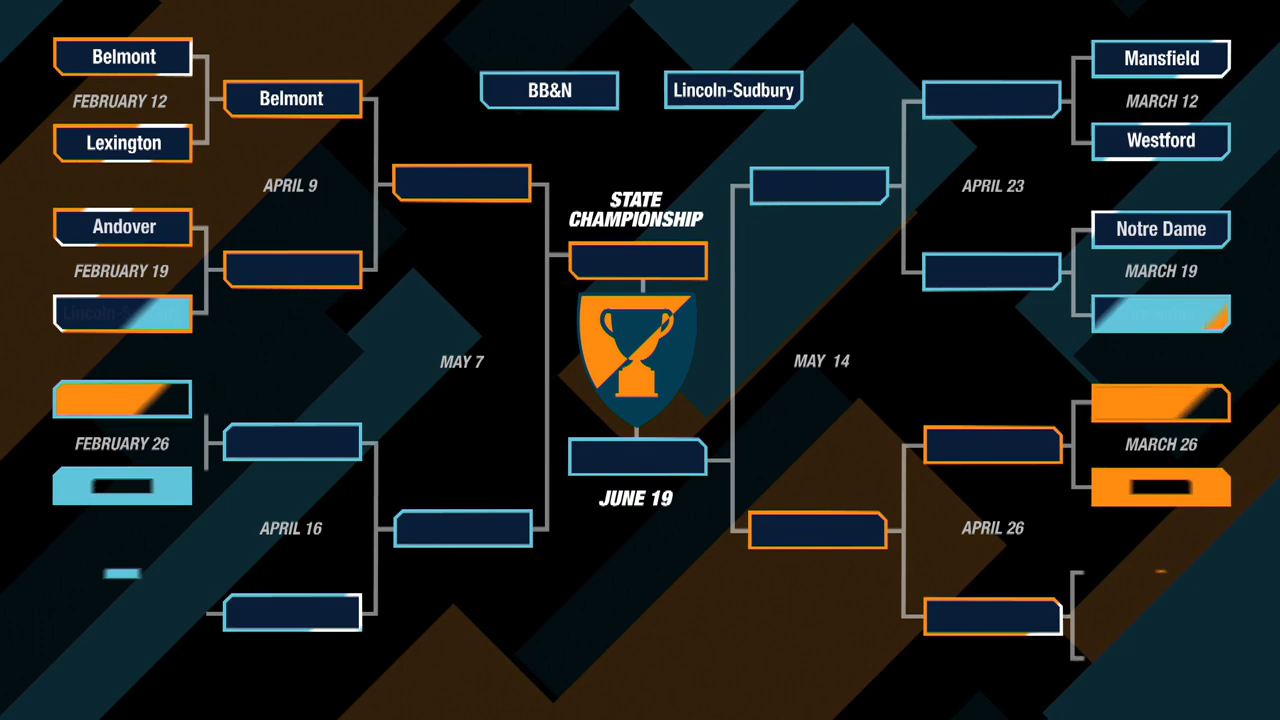 Belmont
FEBRUARY 12
Lexington
Belmont
APRIL 9
Andover
FEBRUARY 19
FEBRUARY 26
APRIL 16
MAY 7
BB&N
Lincoln-Sudbury
STATE
CHAMPIONSHIP
JUNE 19
MAY 14
APRIL 23
APRIL 26
Mansfield
MARCH 12
Westford
Notre Dame
MARCH 19
MARCH 26